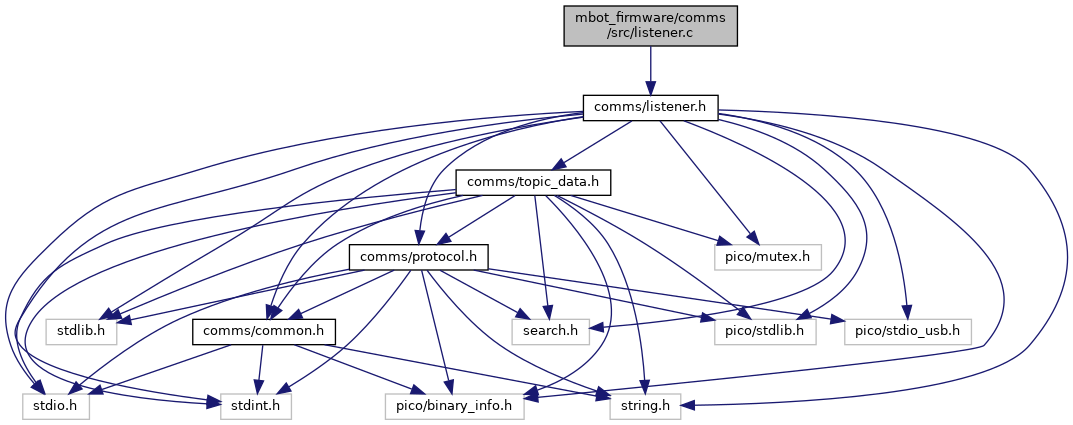 mbot_firmware/comms
/src/listener.c
comms/listener.h
comms/topic_data.h
comms/protocol.h
pico/mutex.h
stdlib.h
comms/common.h
search.h
pico/stdlib.h
pico/stdio_usb.h
stdio.h
stdint.h
pico/binary_info.h
string.h